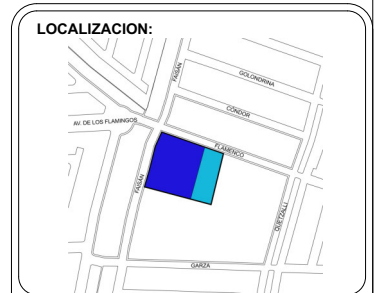 LOCALIZACION:
FAISÁN
GOLONDRINA
CÓNDOR
AV. DE LOS FLAMINGOS
FLAMENCO
FAISÁN
QUETZALLI
GARZA